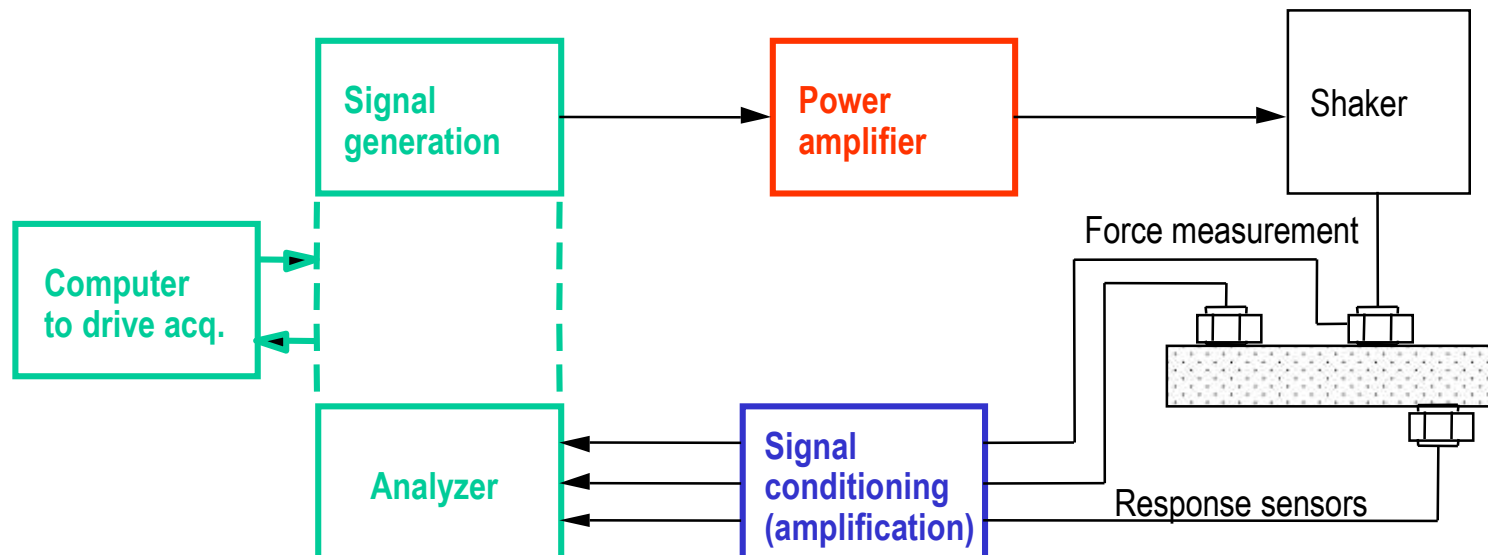 Signal
generation
Power
amplifier
Shaker
Force measurement
Computer
to drive acq.
Analyzer
Signal
conditioning
(amplification)
Response sensors